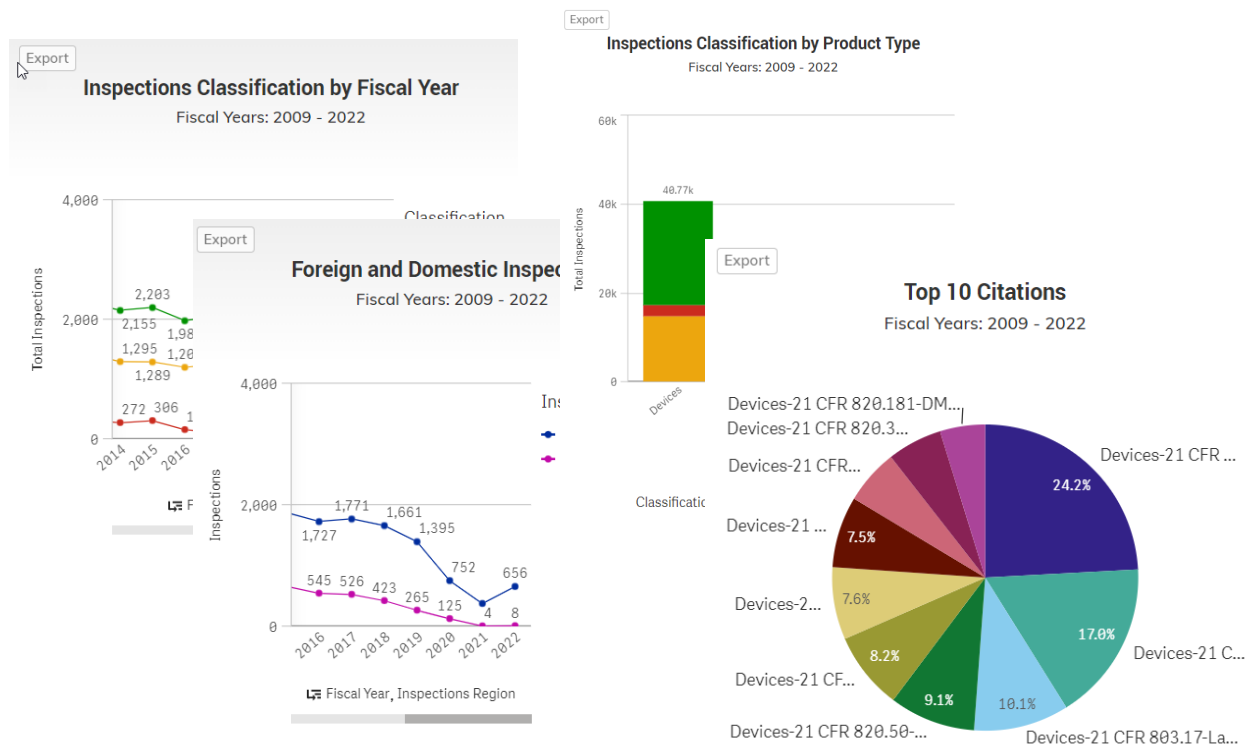 Export
Inspections Classification by Fiscal Year
Fiscal Years: 2009 - 2022
4,000
2,000
0
Total Inspections
Classification
2,203
2,155
1,98
1,295
1,289
1,20
272
306
1
2014
2015
2016
F
Export
Foreign and Domestic Inspec
Fiscal Years: 2009 - 2022
4,000
2,000
0
Inspections
Ins
1,727
1,771
1,661
1,395
752
656
545
526
423
265
125
4
8
2016
2017
2018
2019
2020
2021
2022
Fiscal Year, Inspections Region
Export
Inspections Classification by Product Type
Fiscal Years: 2009 - 2022
60k
40k
20k
0
Total Inspections
40.77k
Devices
Classificatio
Export
Top 10 Citations
Fiscal Years: 2009 - 2022
Devices-21 CFR 820.181-DM...
Devices-21 CFR 820.3...
Devices-21 CFR...
Devices-21 ...
Devices-2...
Devices-21 CF...
Devices-21 CFR 820.50-...
Devices-21 CFR 803.17-La...
Devices-21 C...
Devices-21 CFR ...
24.2%
17.0%
10.1%
9.1%
8.2%
7.6%
7.5%